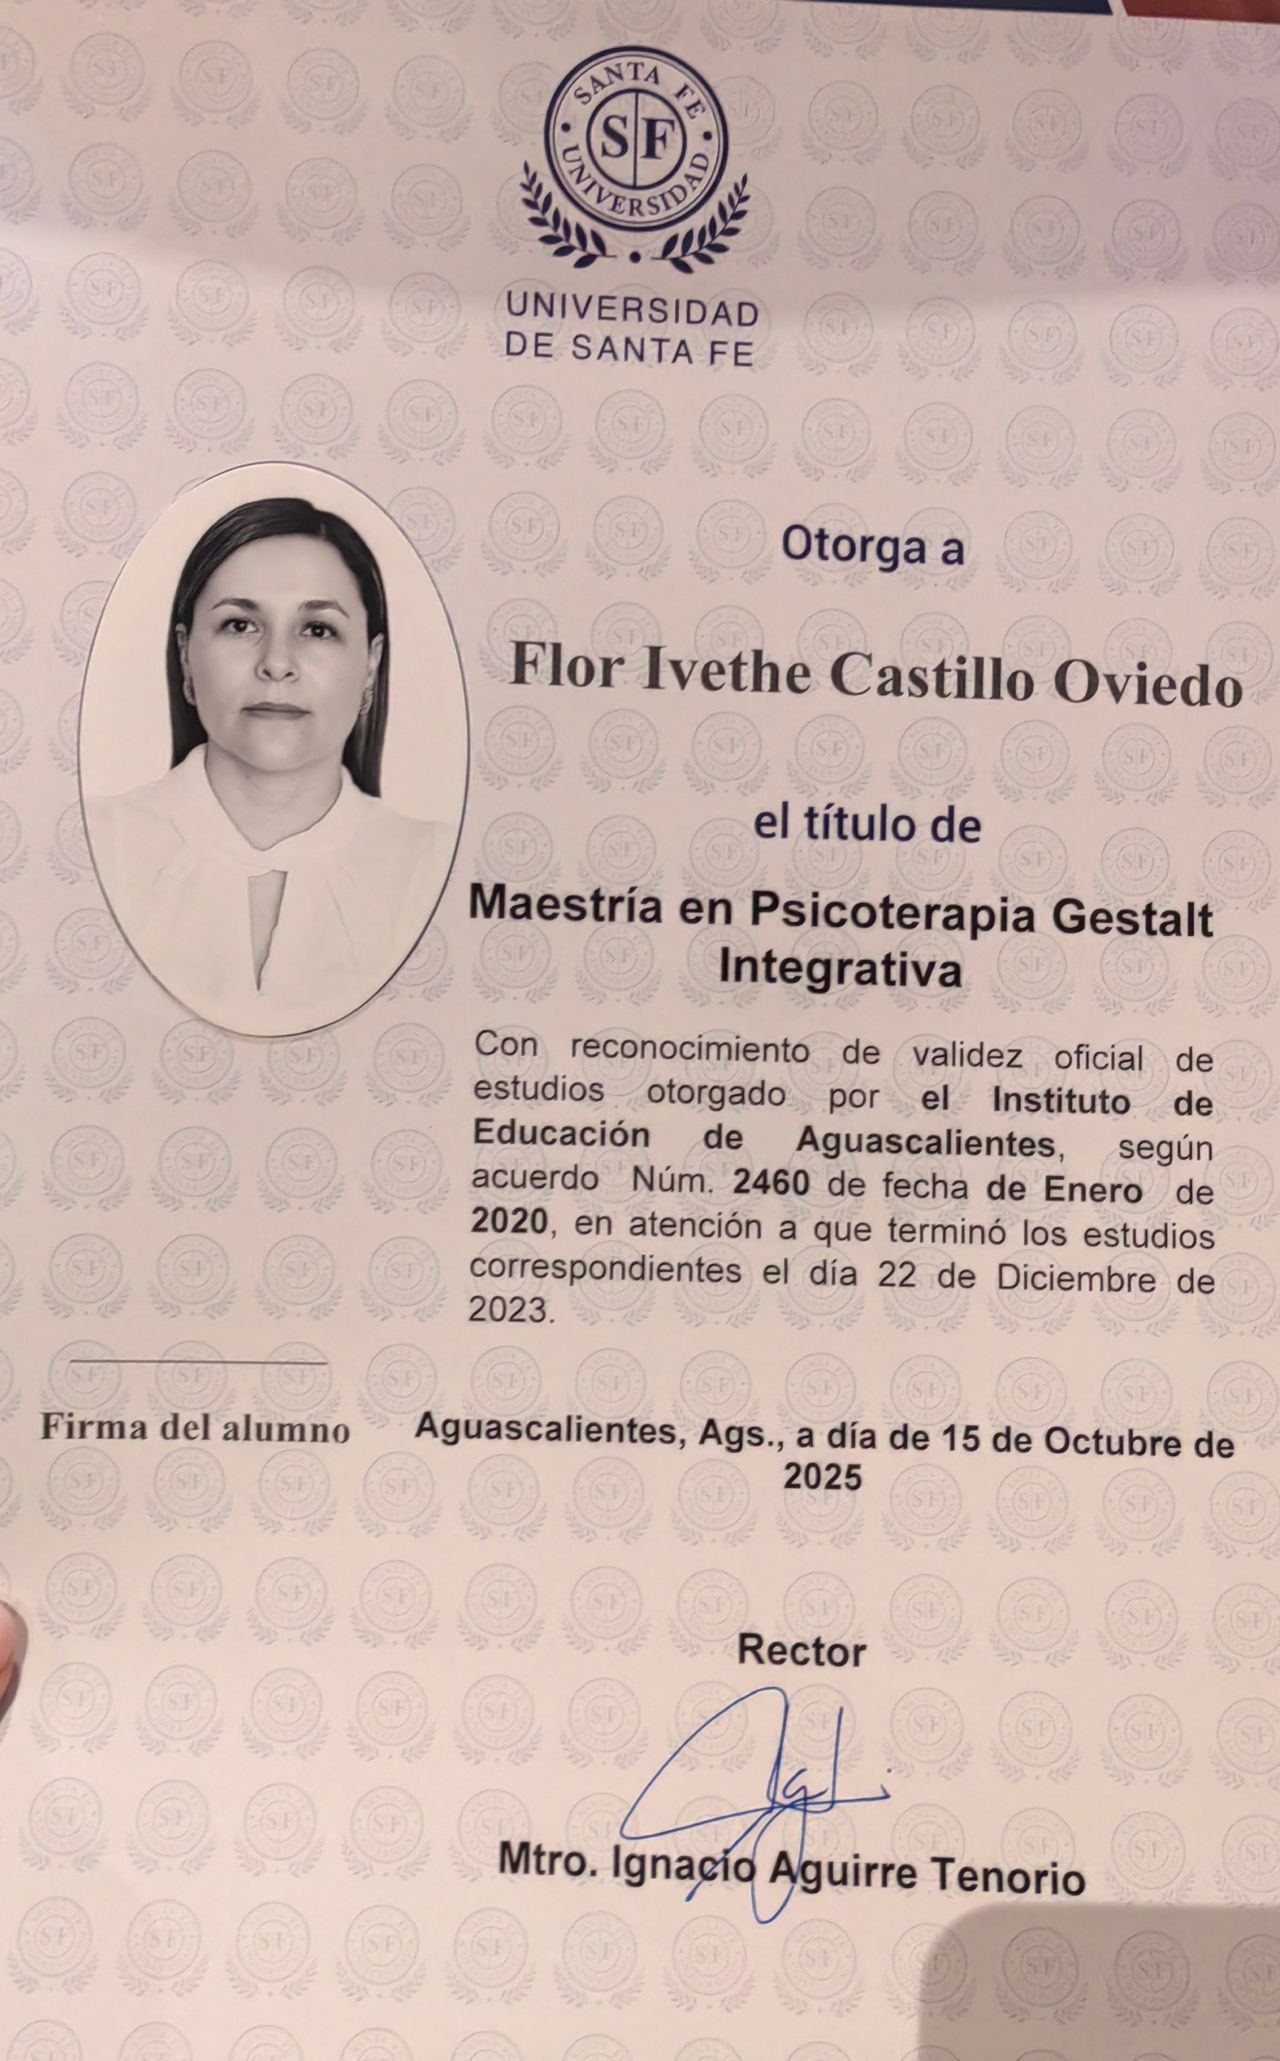 SANTA FE
SF
UNIVERSIDAD
UNIVERSIDAD
DE SANTA FE
Otorga a
Flor Ivethe Castillo Oviedo
el título de
Maestría en Psicoterapia Gestalt
Integrativa
Con reconocimiento de validez oficial de
estudios otorgado por el Instituto de
Educación de Aguascalientes, según
acuerdo Núm. 2460 de fecha de Enero de
2020, en atención a que terminó los estudios
correspondientes el día 22 de Diciembre de
2023.
Firma del alumno
Aguascalientes, Ags., a día de 15 de Octubre de
2025
Rector
Mtro. Ignacio Aguirre Tenorio